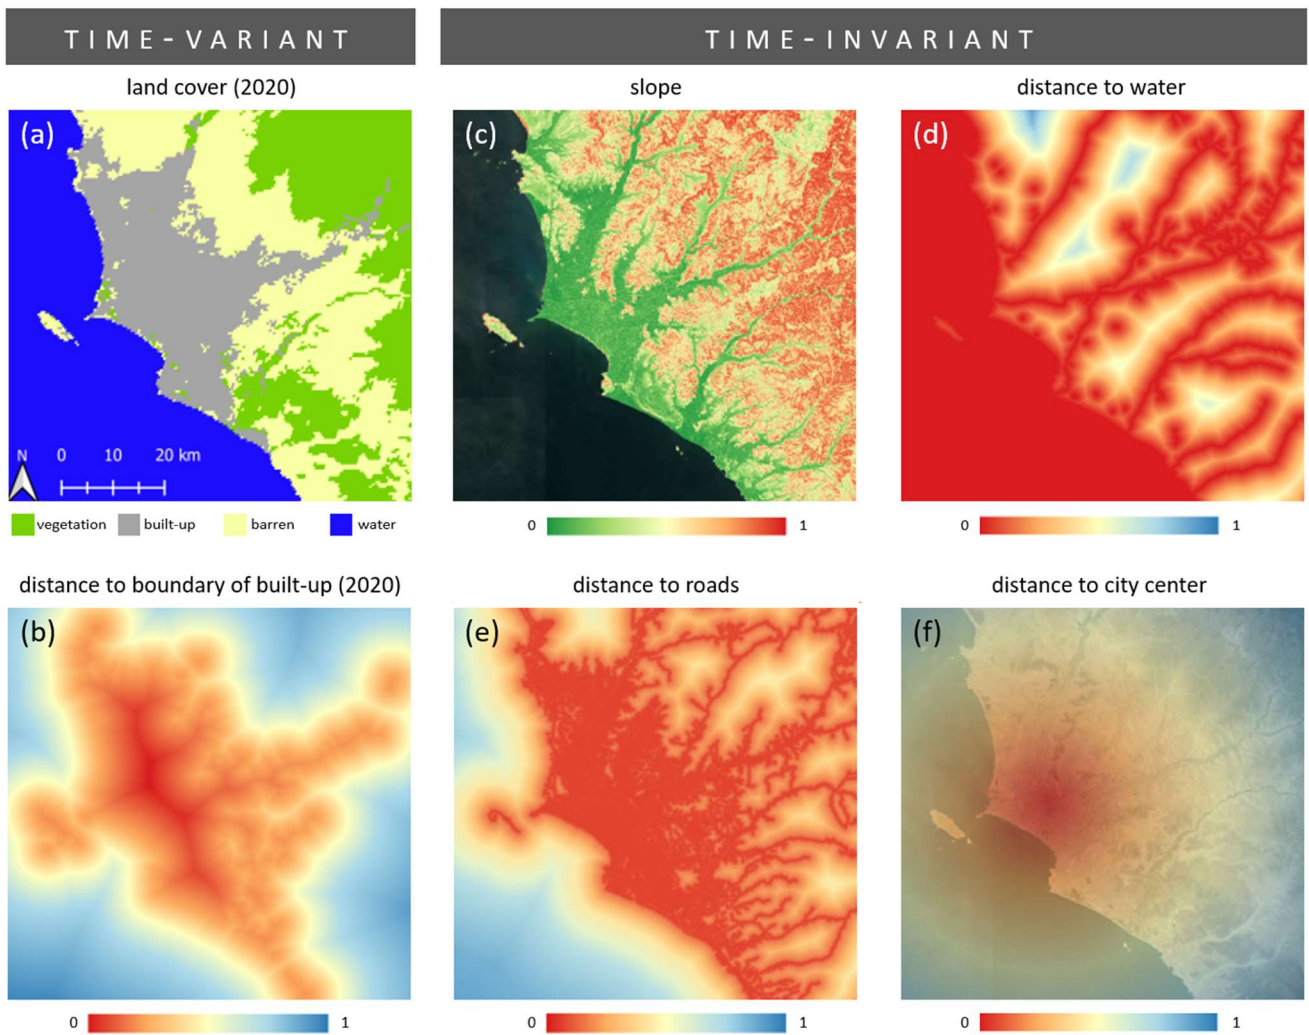 TIME-VARIANT
TIME-INVARIANT
land cover (2020)
slope
distance to water
(a)
(c)
(d)
N 0 10 20 km
vegetation built-up barren water
0 1
0 1
distance to boundary of built-up (2020)
distance to roads
distance to city center
(b)
(e)
(f)
0 1
0 1
0 1